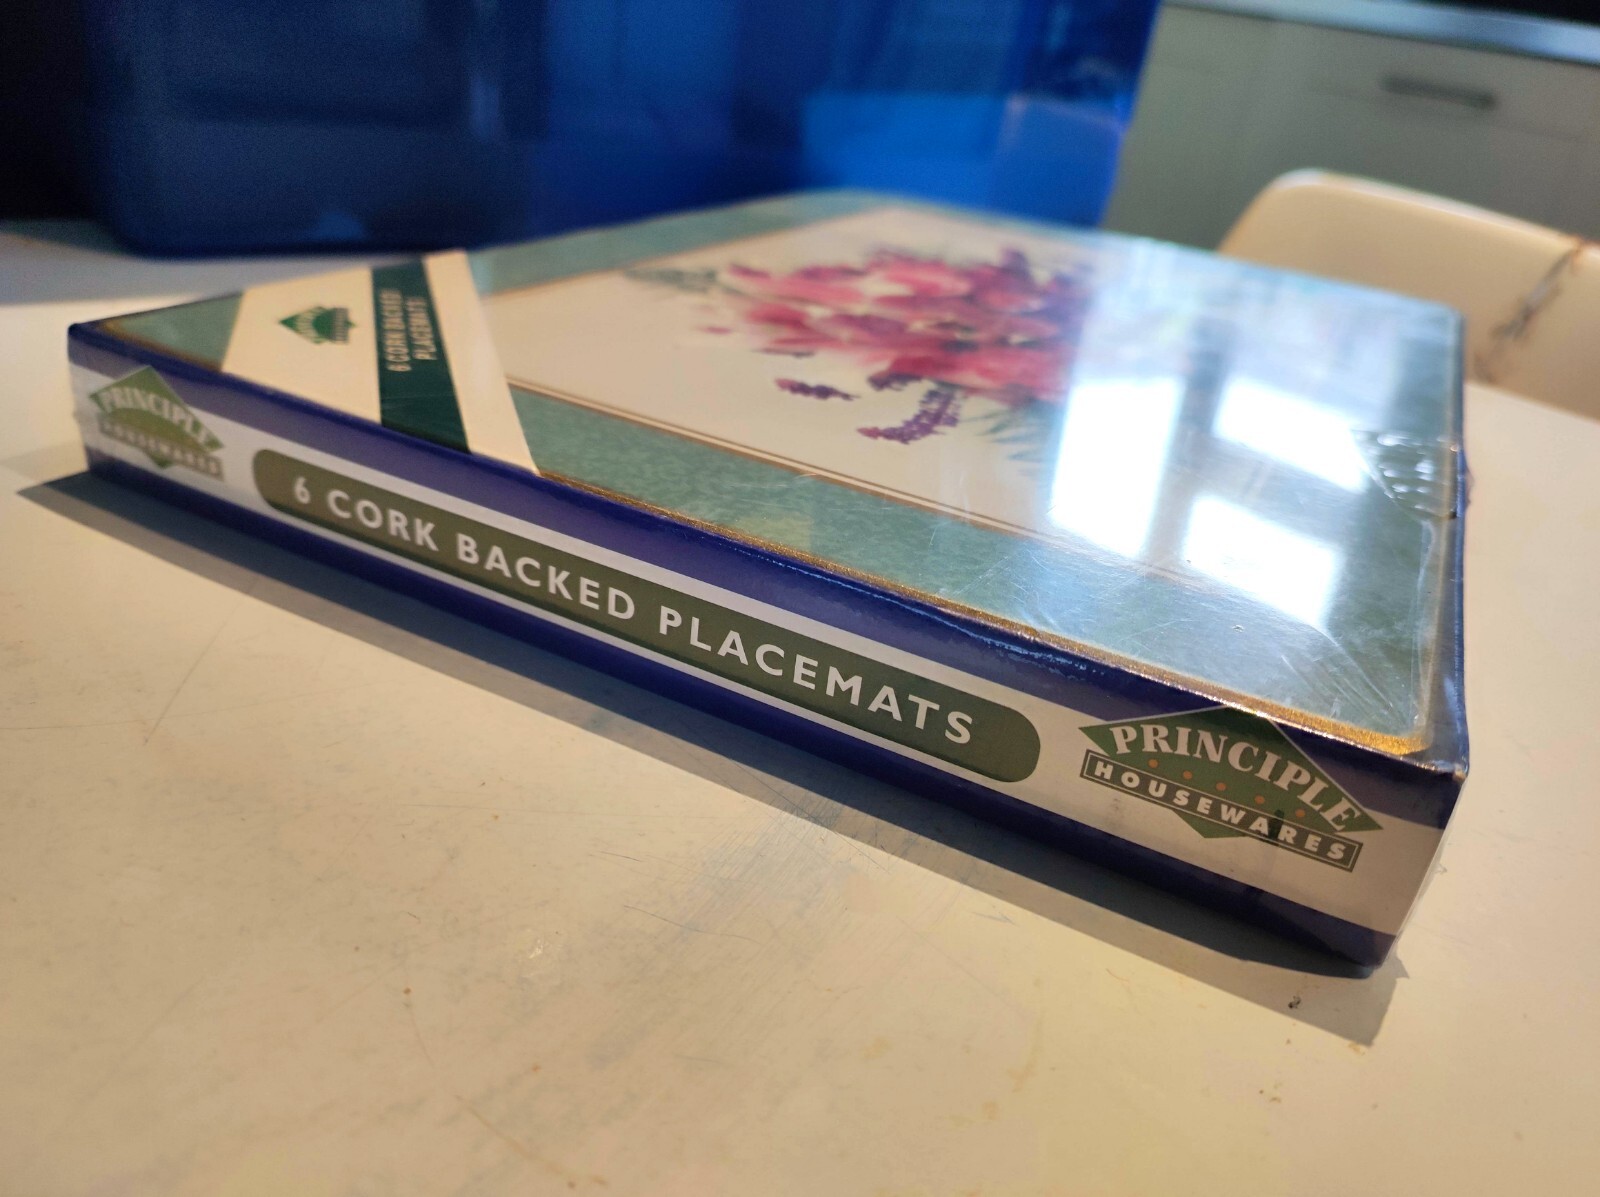 6 CORK BACKED
PLACEMATS
PRINCIPLE
HOUSEWARES
6 CORK BACKED PLACEMATS
PRINCIPLE
HOUSEWARES